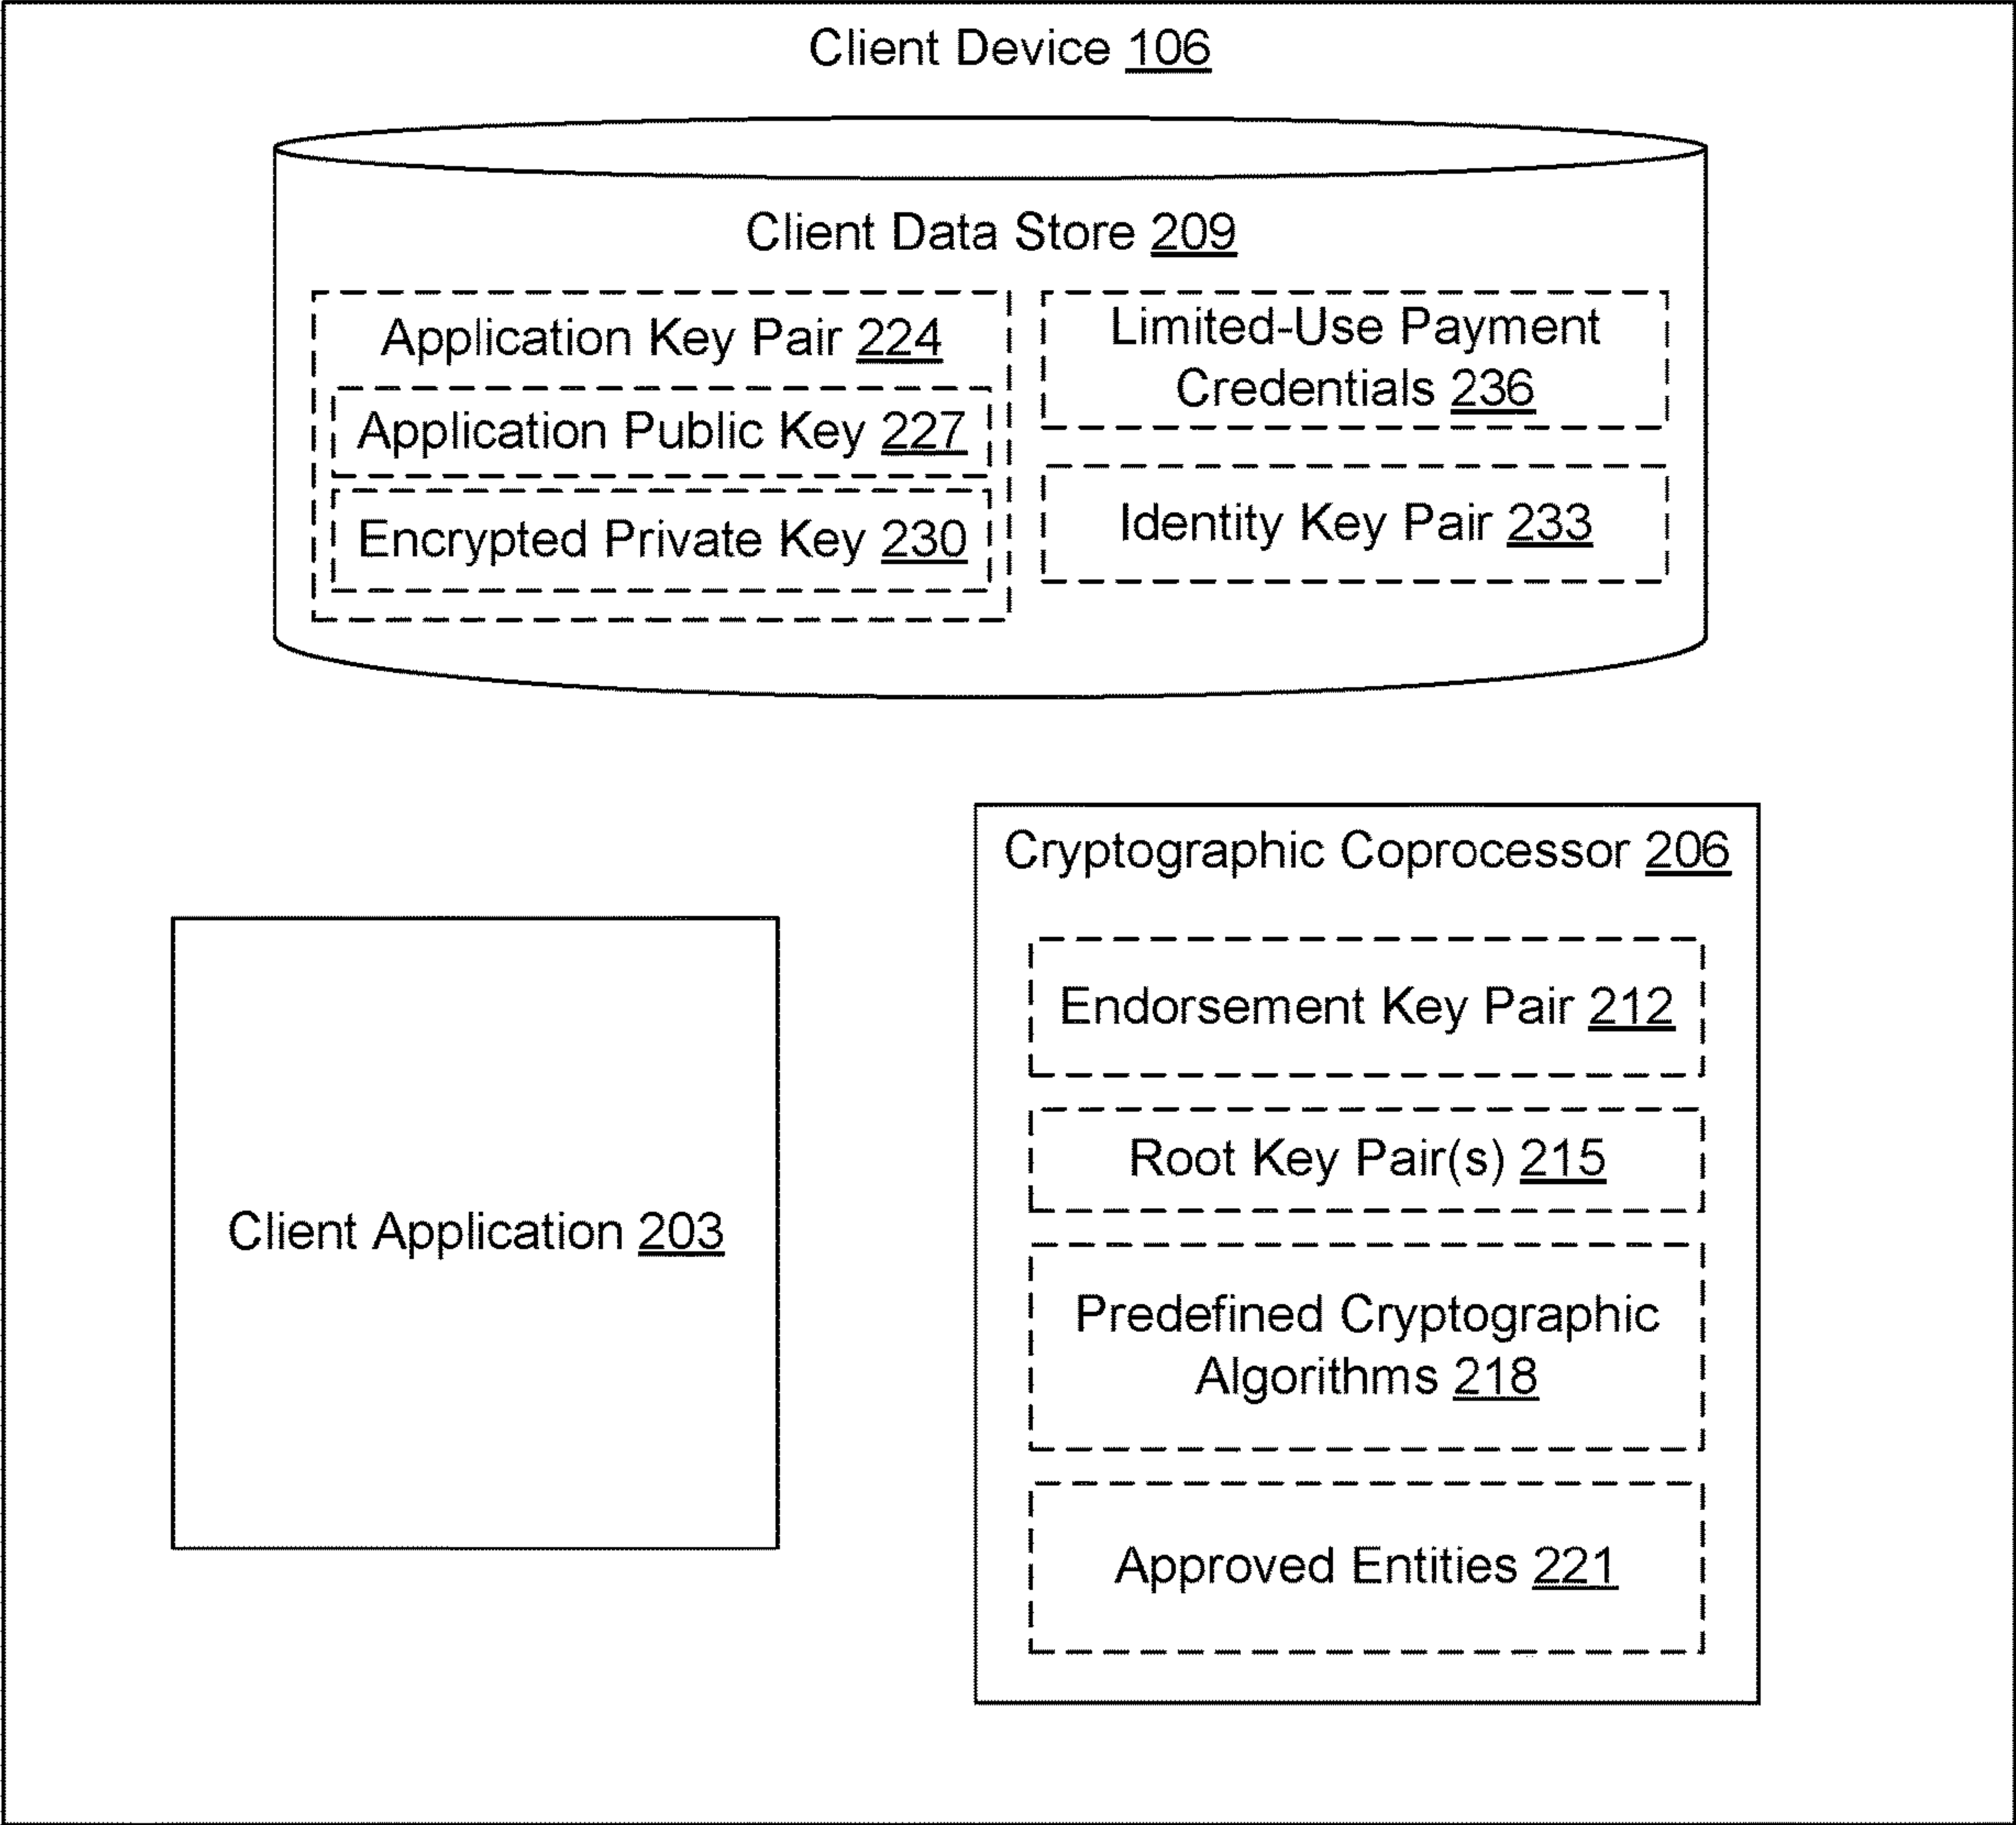 Client Device 106
Client Data Store 209
Application Key Pair 224
Application Public Key 227
Encrypted Private Key 230
Limited-Use Payment
Credentials 236
Identity Key Pair 233
Cryptographic Coprocessor 206
Endorsement Key Pair 212
Root Key Pair(s) 215
Predefined Cryptographic
Algorithms 218
Approved Entities 221
Client Application 203